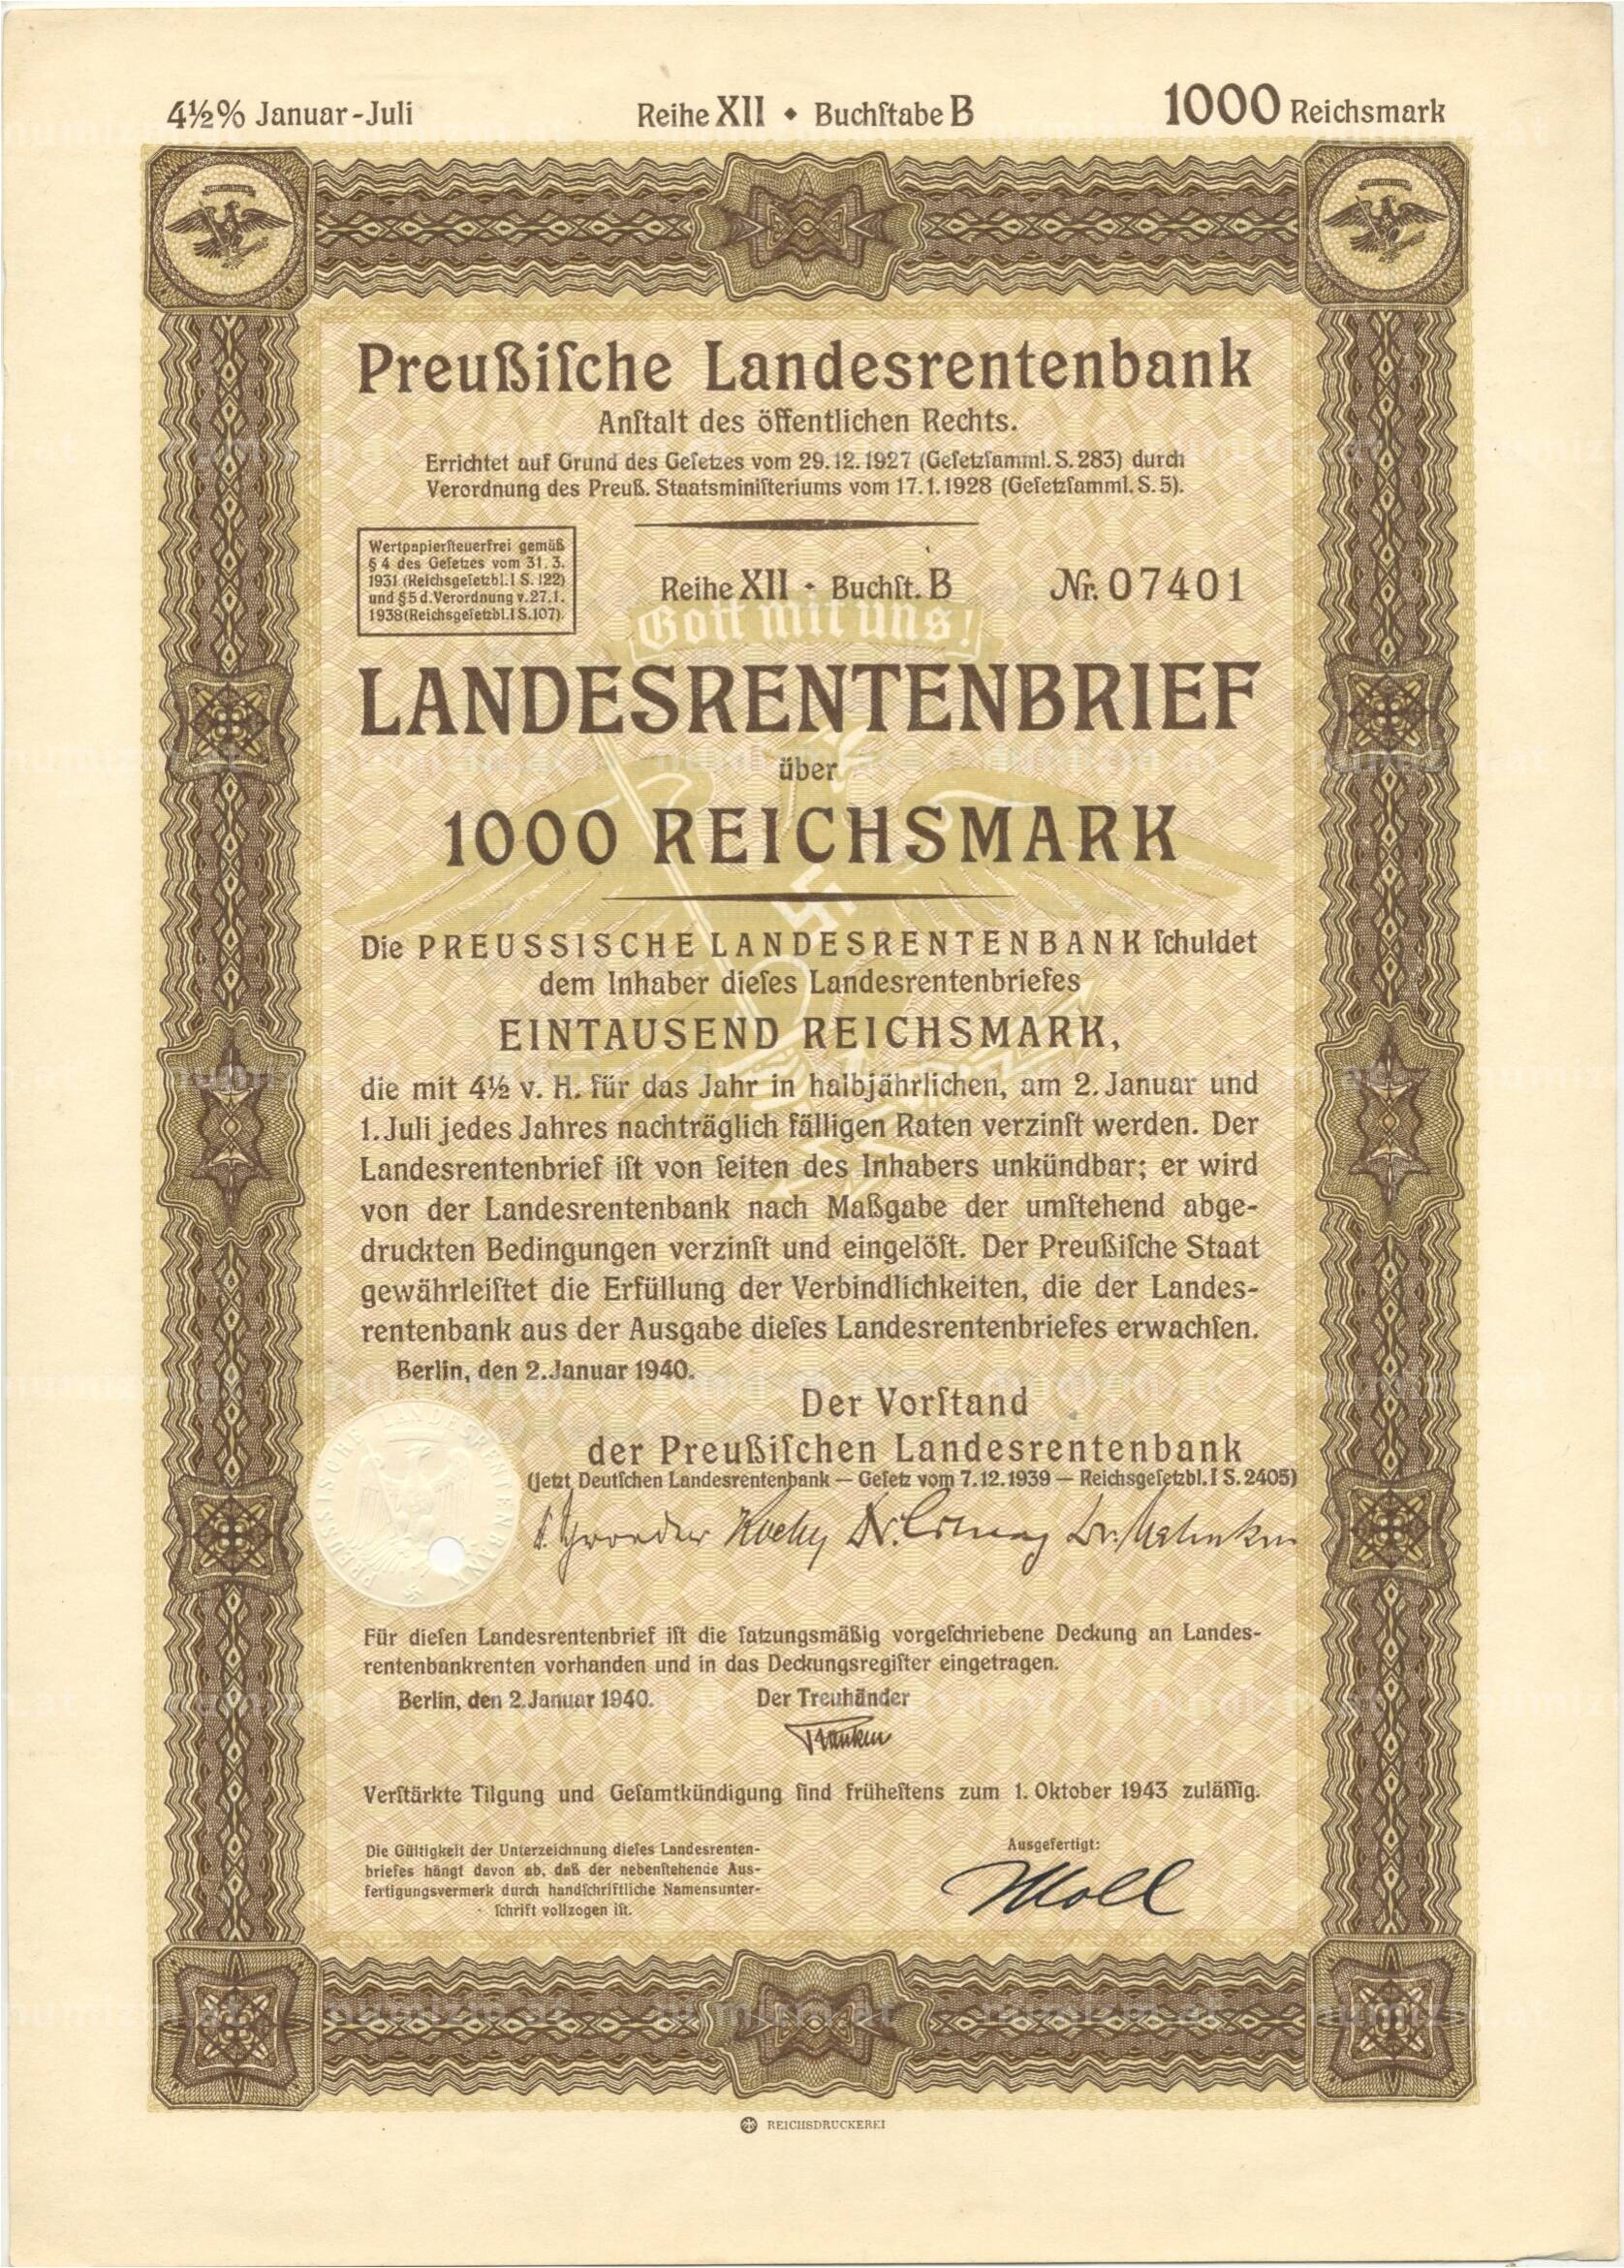 4½% Januar-Juli
Reihe XII • Buchſtabe B
1000 Reichsmark
Preußiſche Landesrentenbank
Anſtalt des öffentlichen Rechts.
Errichtet auf Grund des Geſetzes vom 29.12.1927 (Geſetzſamml. S. 283) durch
Verordnung des Preuß. Staatsminiſteriums vom 17.1.1928 (Geſetzſamml. S. 5).
Wertpapierſteuerfrei gemäß
§ 4 des Geſetzes vom 31. 3.
1931 (Reichsgeſetzbl. I S. 122)
und § 5 d. Verordnung v. 27. 1.
1938 (Reichsgeſetzbl. I S. 107).
Reihe XII • Buchſt. B
Nr. 07401
Gott mit uns!
LANDESRENTENBRIEF
über
1000 REICHSMARK
Die PREUSSISCHE LANDESRENTENBANK ſchuldet
dem Inhaber dieſes Landesrentenbriefes
EINTAUSEND REICHSMARK,
die mit 4½ v. H. für das Jahr in halbjährlichen, am 2. Januar und
1. Juli jedes Jahres nachträglich fälligen Raten verzinſt werden. Der
Landesrentenbrief iſt von ſeiten des Inhabers unkündbar; er wird
von der Landesrentenbank nach Maßgabe der umſtehend abge-
druckten Bedingungen verzinſt und eingelöſt. Der Preußiſche Staat
gewährleiſtet die Erfüllung der Verbindlichkeiten, die der Landes-
rentenbank aus der Ausgabe dieſes Landesrentenbriefes erwachſen.
Berlin, den 2. Januar 1940.
Der Vorſtand
der Preußiſchen Landesrentenbank
(jetzt Deutſchen Landesrentenbank — Geſetz vom 7.12.1939 — Reichsgeſetzbl. I S. 2405)
PREUSSISCHE LANDESRENTENBANK
Für dieſen Landesrentenbrief iſt die ſatzungsmäßig vorgeſchriebene Deckung an Landes-
rentenbankrenten vorhanden und in das Deckungsregiſter eingetragen.
Berlin, den 2. Januar 1940.
Der Treuhänder
Verſtärkte Tilgung und Geſamtkündigung ſind früheſtens zum 1. Oktober 1943 zuläſſig.
Die Gültigkeit der Unterzeichnung dieſes Landesrenten-
briefes hängt davon ab, daß der nebenſtehende Aus-
fertigungsvermerk durch handſchriftliche Namensunter-
ſchrift vollzogen iſt.
Ausgefertigt:
Moll
REICHSDRUCKEREI
numizm.at